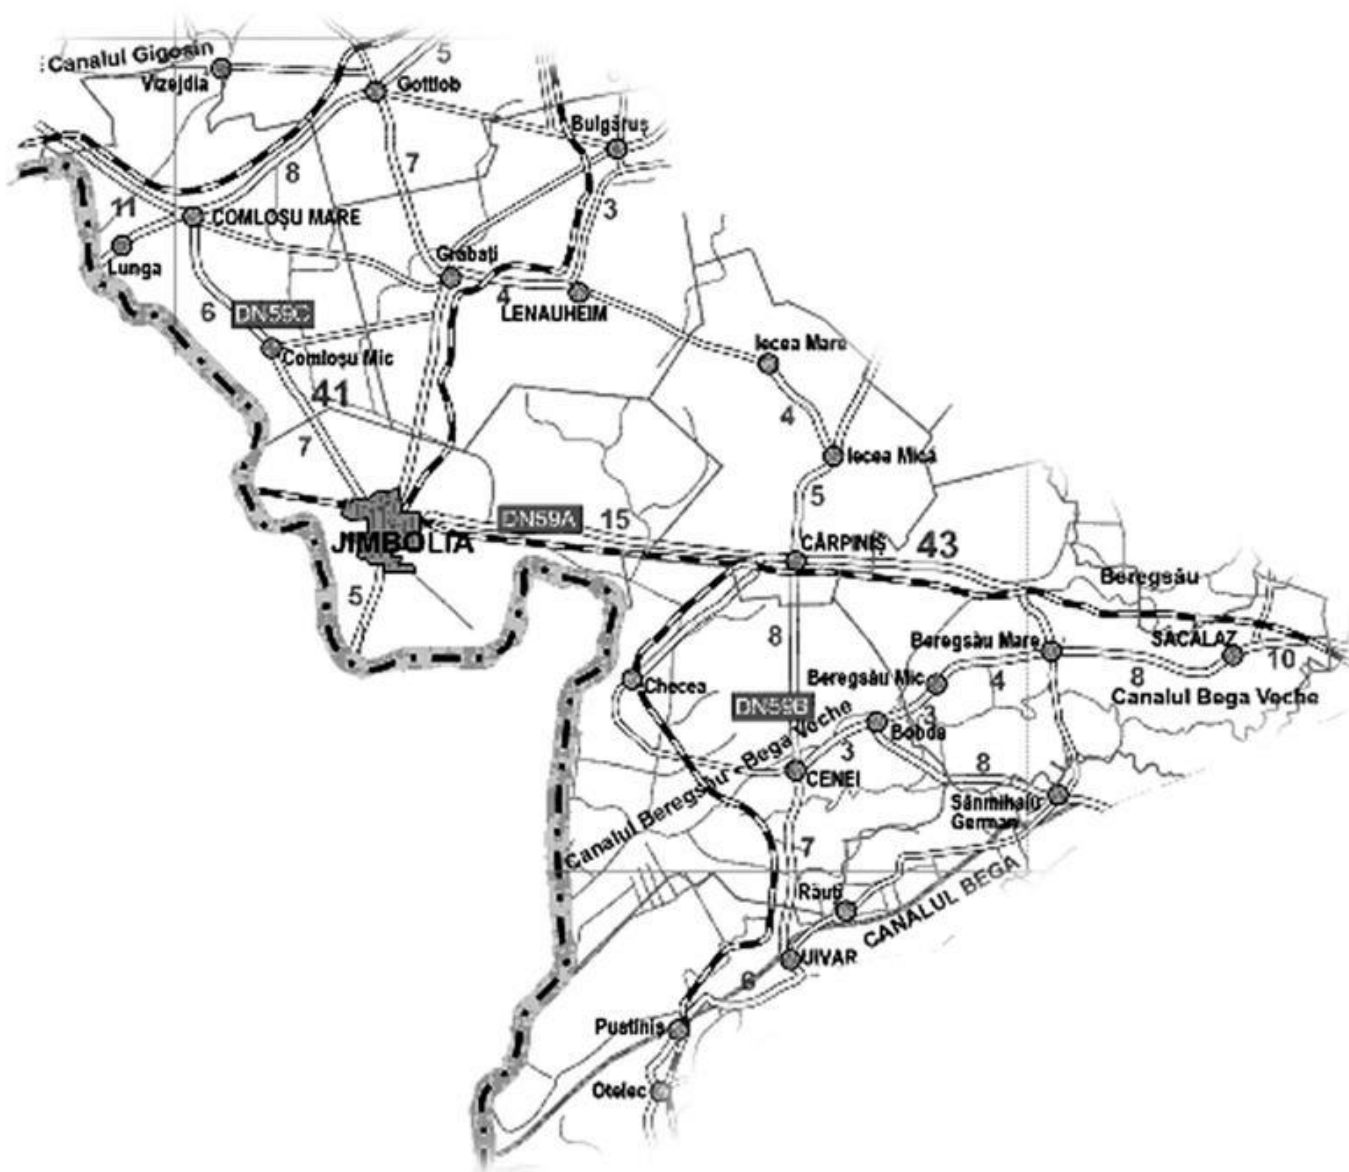 5
Canalul Gigosin
Vizejdia
Gottlob
Bulgăruș
7
8
3
11
COMLOȘU MARE
Lunga
Grabați
4
LENAUHEIM
6
DN59C
Comloșu Mic
Iecea Mare
41
4
7
Iecea Mică
5
DN59A
15
JIMBOLIA
CĂRPINIȘ
43
Beregsău
5
8
Beregsău Mare
SĂCĂLAZ
10
Beregsău Mic
4
8
Checea
Canalul Bega Veche
DN59B
3
Bobda
3
Canalul Beregsău - Bega Veche
CENEI
8
Sânmihaiu
German
7
Răuți
CANALUL BEGA
UIVAR
6
Pustiniș
Otelec